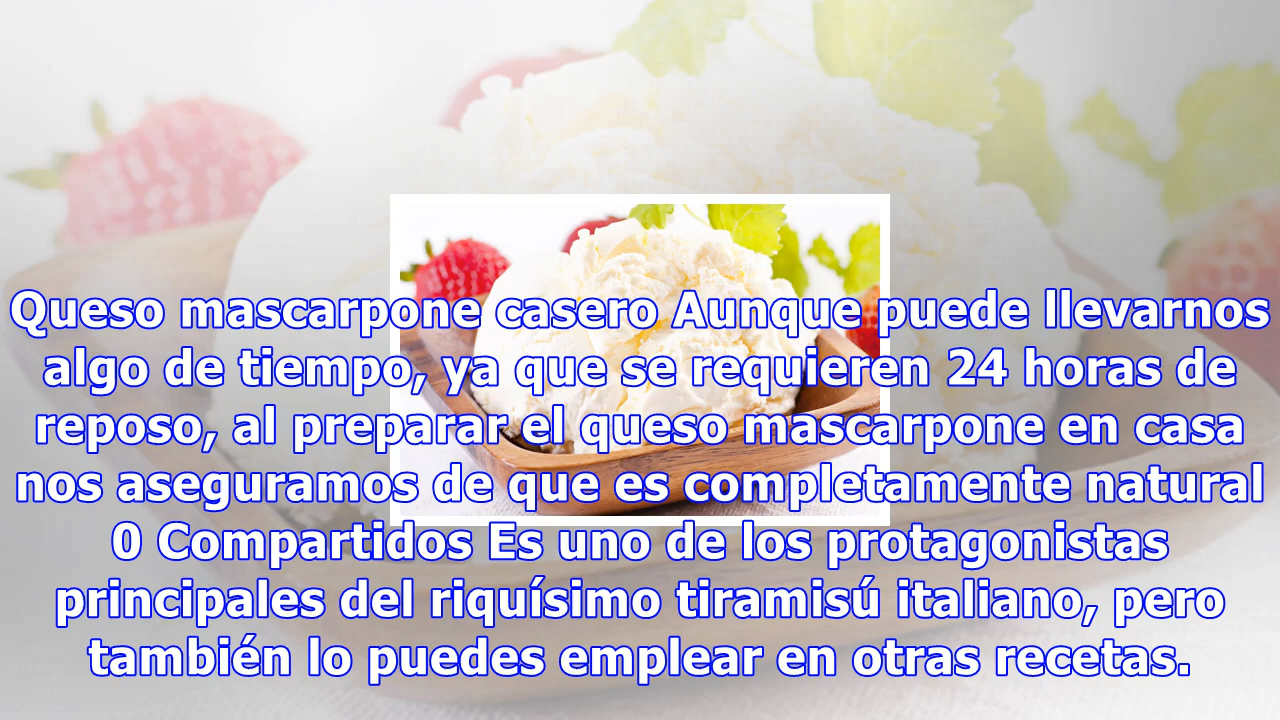 Queso mascarpone casero Aunque puede llevarnos
algo de tiempo, ya que se requieren 24 horas de
reposo, al preparar el queso mascarpone en casa
nos aseguramos de que es completamente natural
0 Compartidos Es uno de los protagonistas
principales del riquísimo tiramisú italiano, pero
también lo puedes emplear en otras recetas.